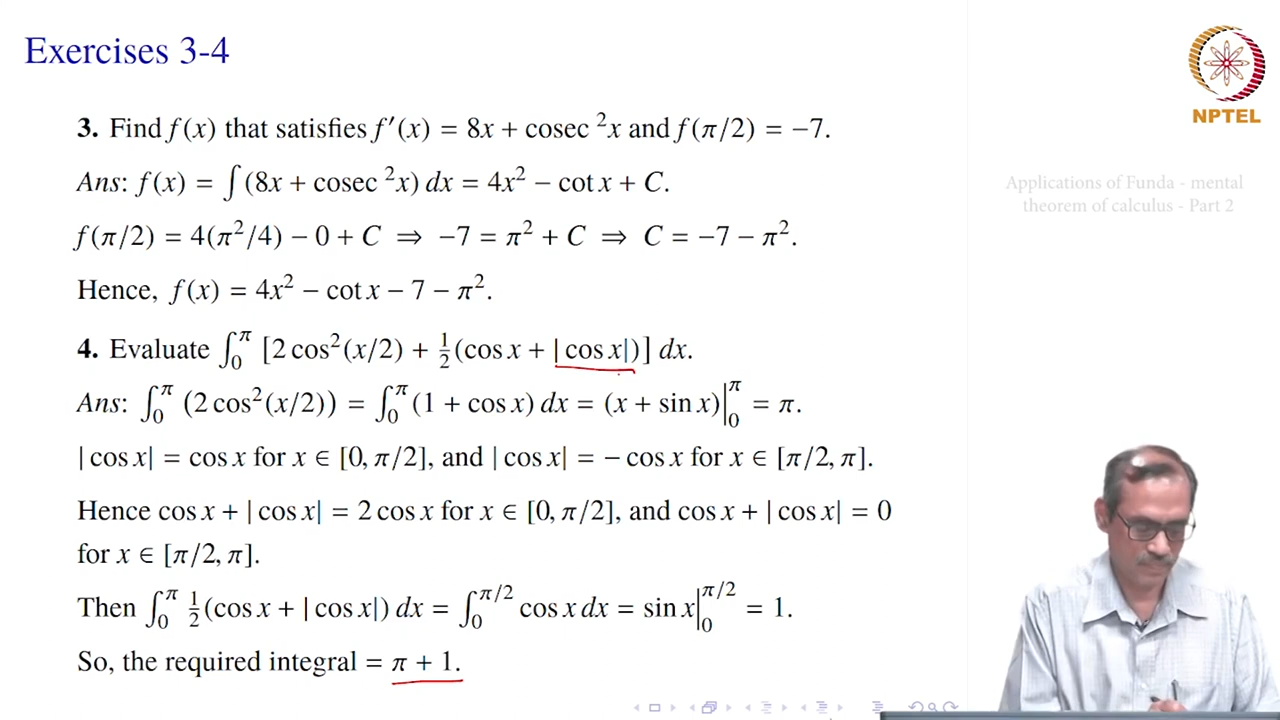 Exercises 3-4
NPTEL
3. Find f(x) that satisfies f′(x) = 8x + cosec ²x and f(π/2) = −7.
Ans: f(x) = ∫ (8x + cosec ²x) dx = 4x² − cot x + C.
Applications of Funda - mental
theorem of calculus - Part 2
f(π/2) = 4(π²/4) − 0 + C ⇒ −7 = π² + C ⇒ C = −7 − π².
Hence, f(x) = 4x² − cot x − 7 − π².
4. Evaluate ∫₀^π [2 cos²(x/2) + ½(cos x + | cos x|)] dx.
Ans: ∫₀^π (2 cos²(x/2)) = ∫₀^π (1 + cos x) dx = (x + sin x)|₀^π = π.
| cos x| = cos x for x ∈ [0, π/2], and | cos x| = − cos x for x ∈ [π/2, π].
Hence cos x + | cos x| = 2 cos x for x ∈ [0, π/2], and cos x + | cos x| = 0
for x ∈ [π/2, π].
Then ∫₀^π ½(cos x + | cos x|) dx = ∫₀^{π/2} cos x dx = sin x|₀^{π/2} = 1.
So, the required integral = π + 1.